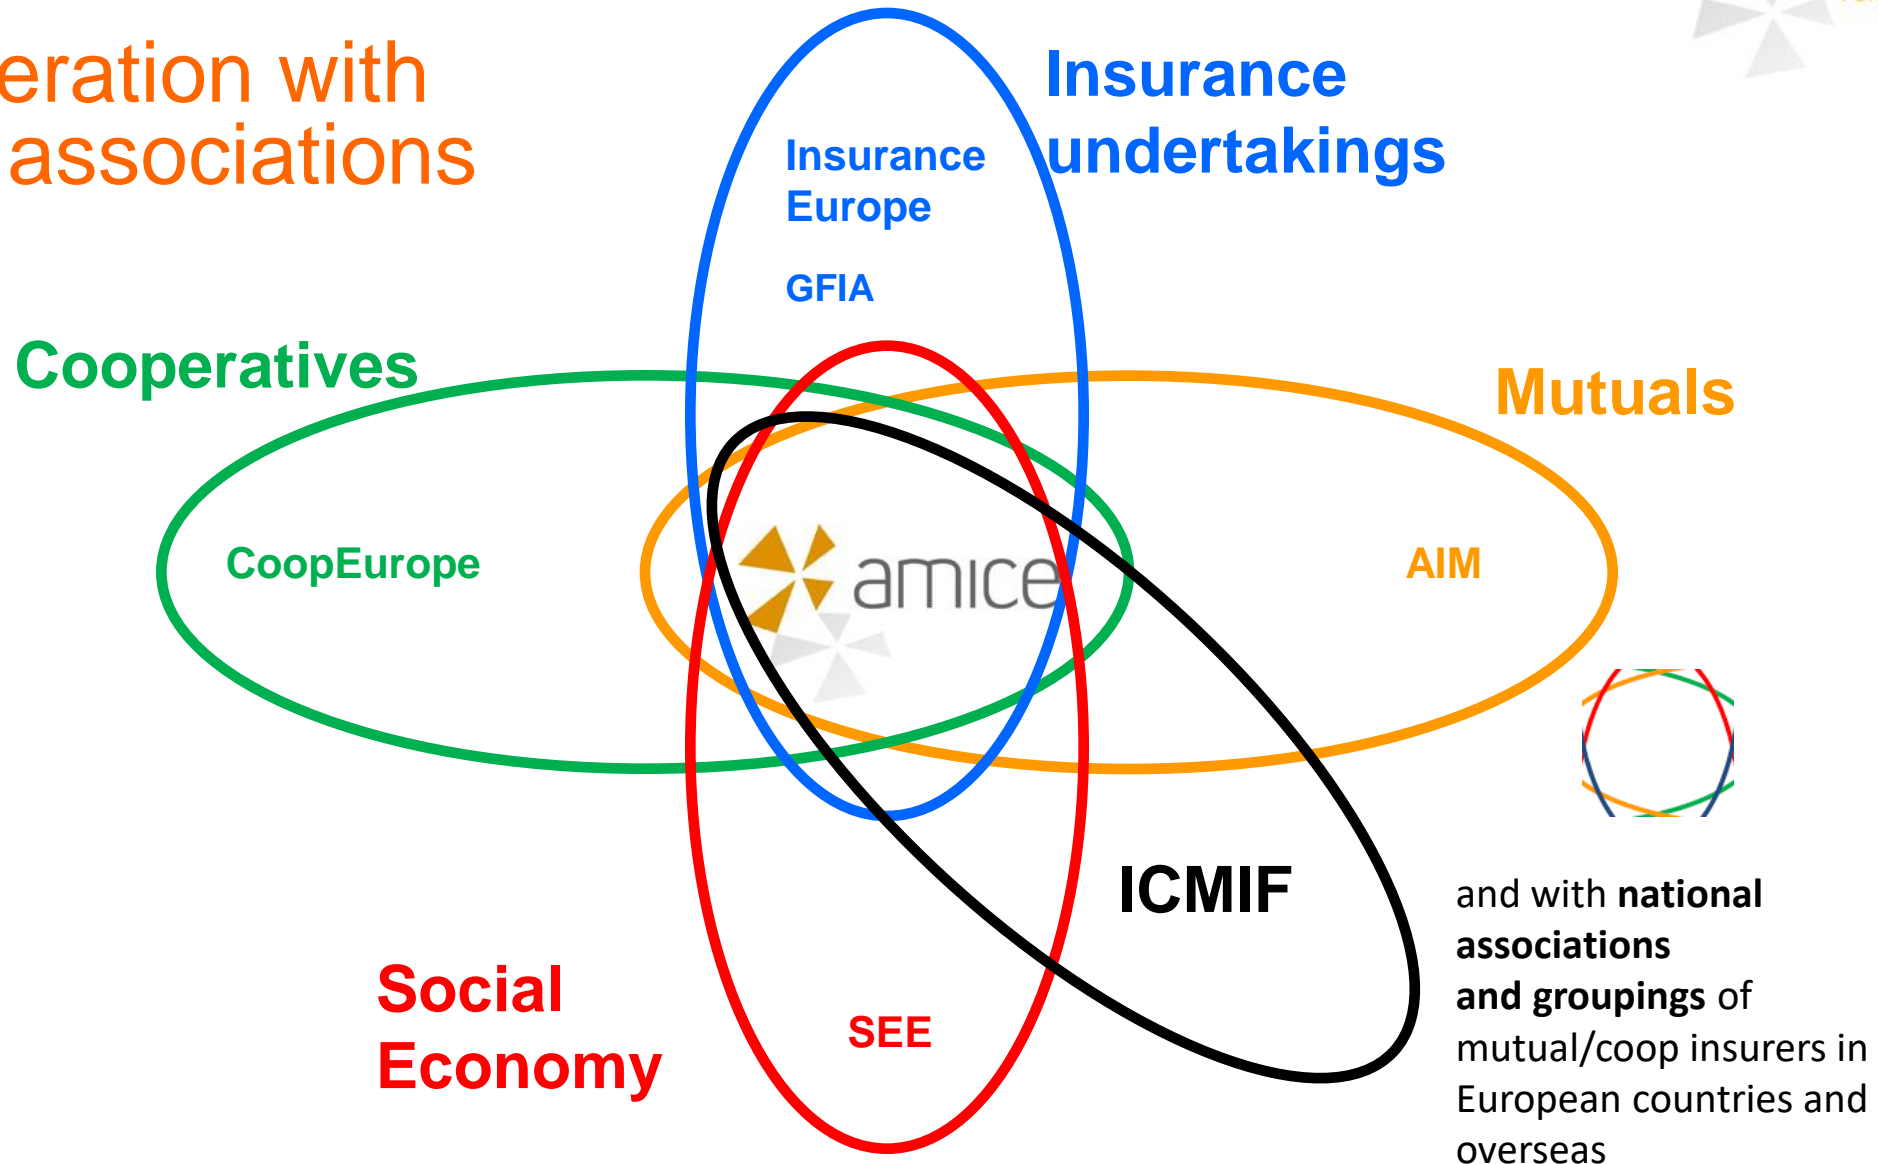 eration with
associations
Insurance
undertakings
Insurance
Europe
GFIA
Cooperatives
Mutuals
CoopEurope
amice
AIM
ICMIF
and with national
associations
and groupings of
mutual/coop insurers in
European countries and
overseas
Social
Economy
SEE